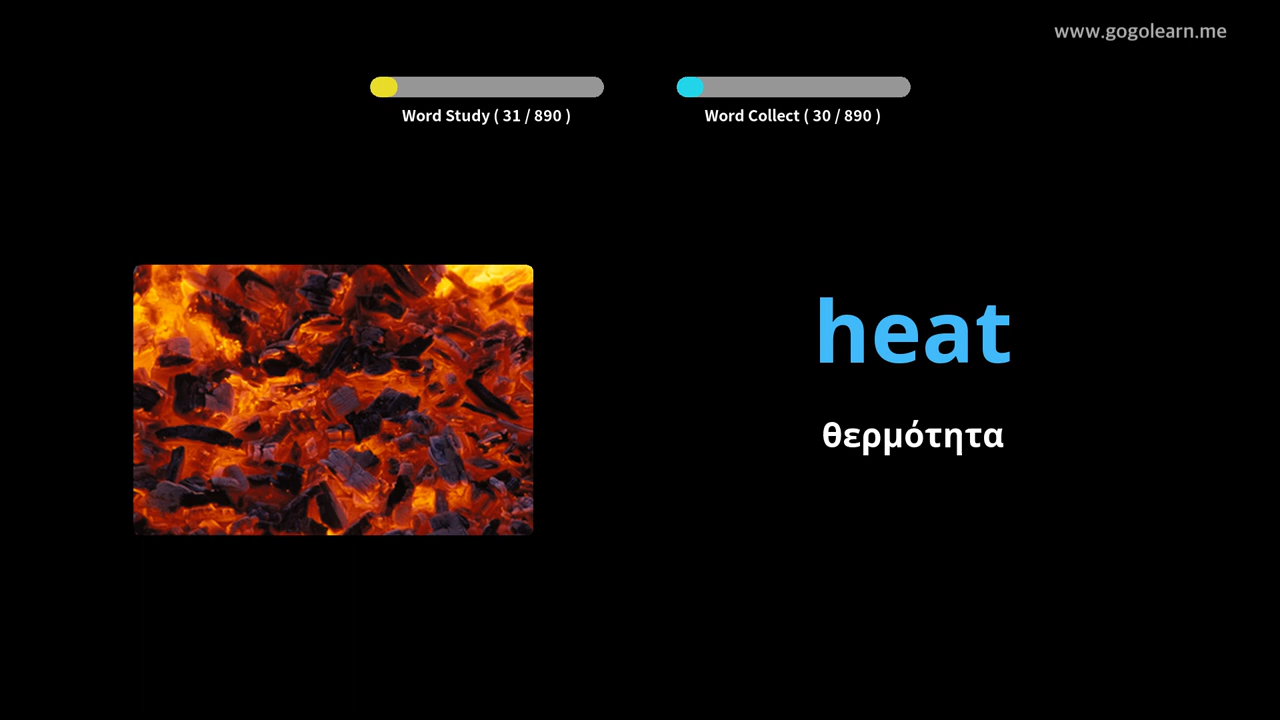 www.gogolearn.me
Word Study ( 31 / 890 )
Word Collect ( 30 / 890 )
heat
θερμότητα